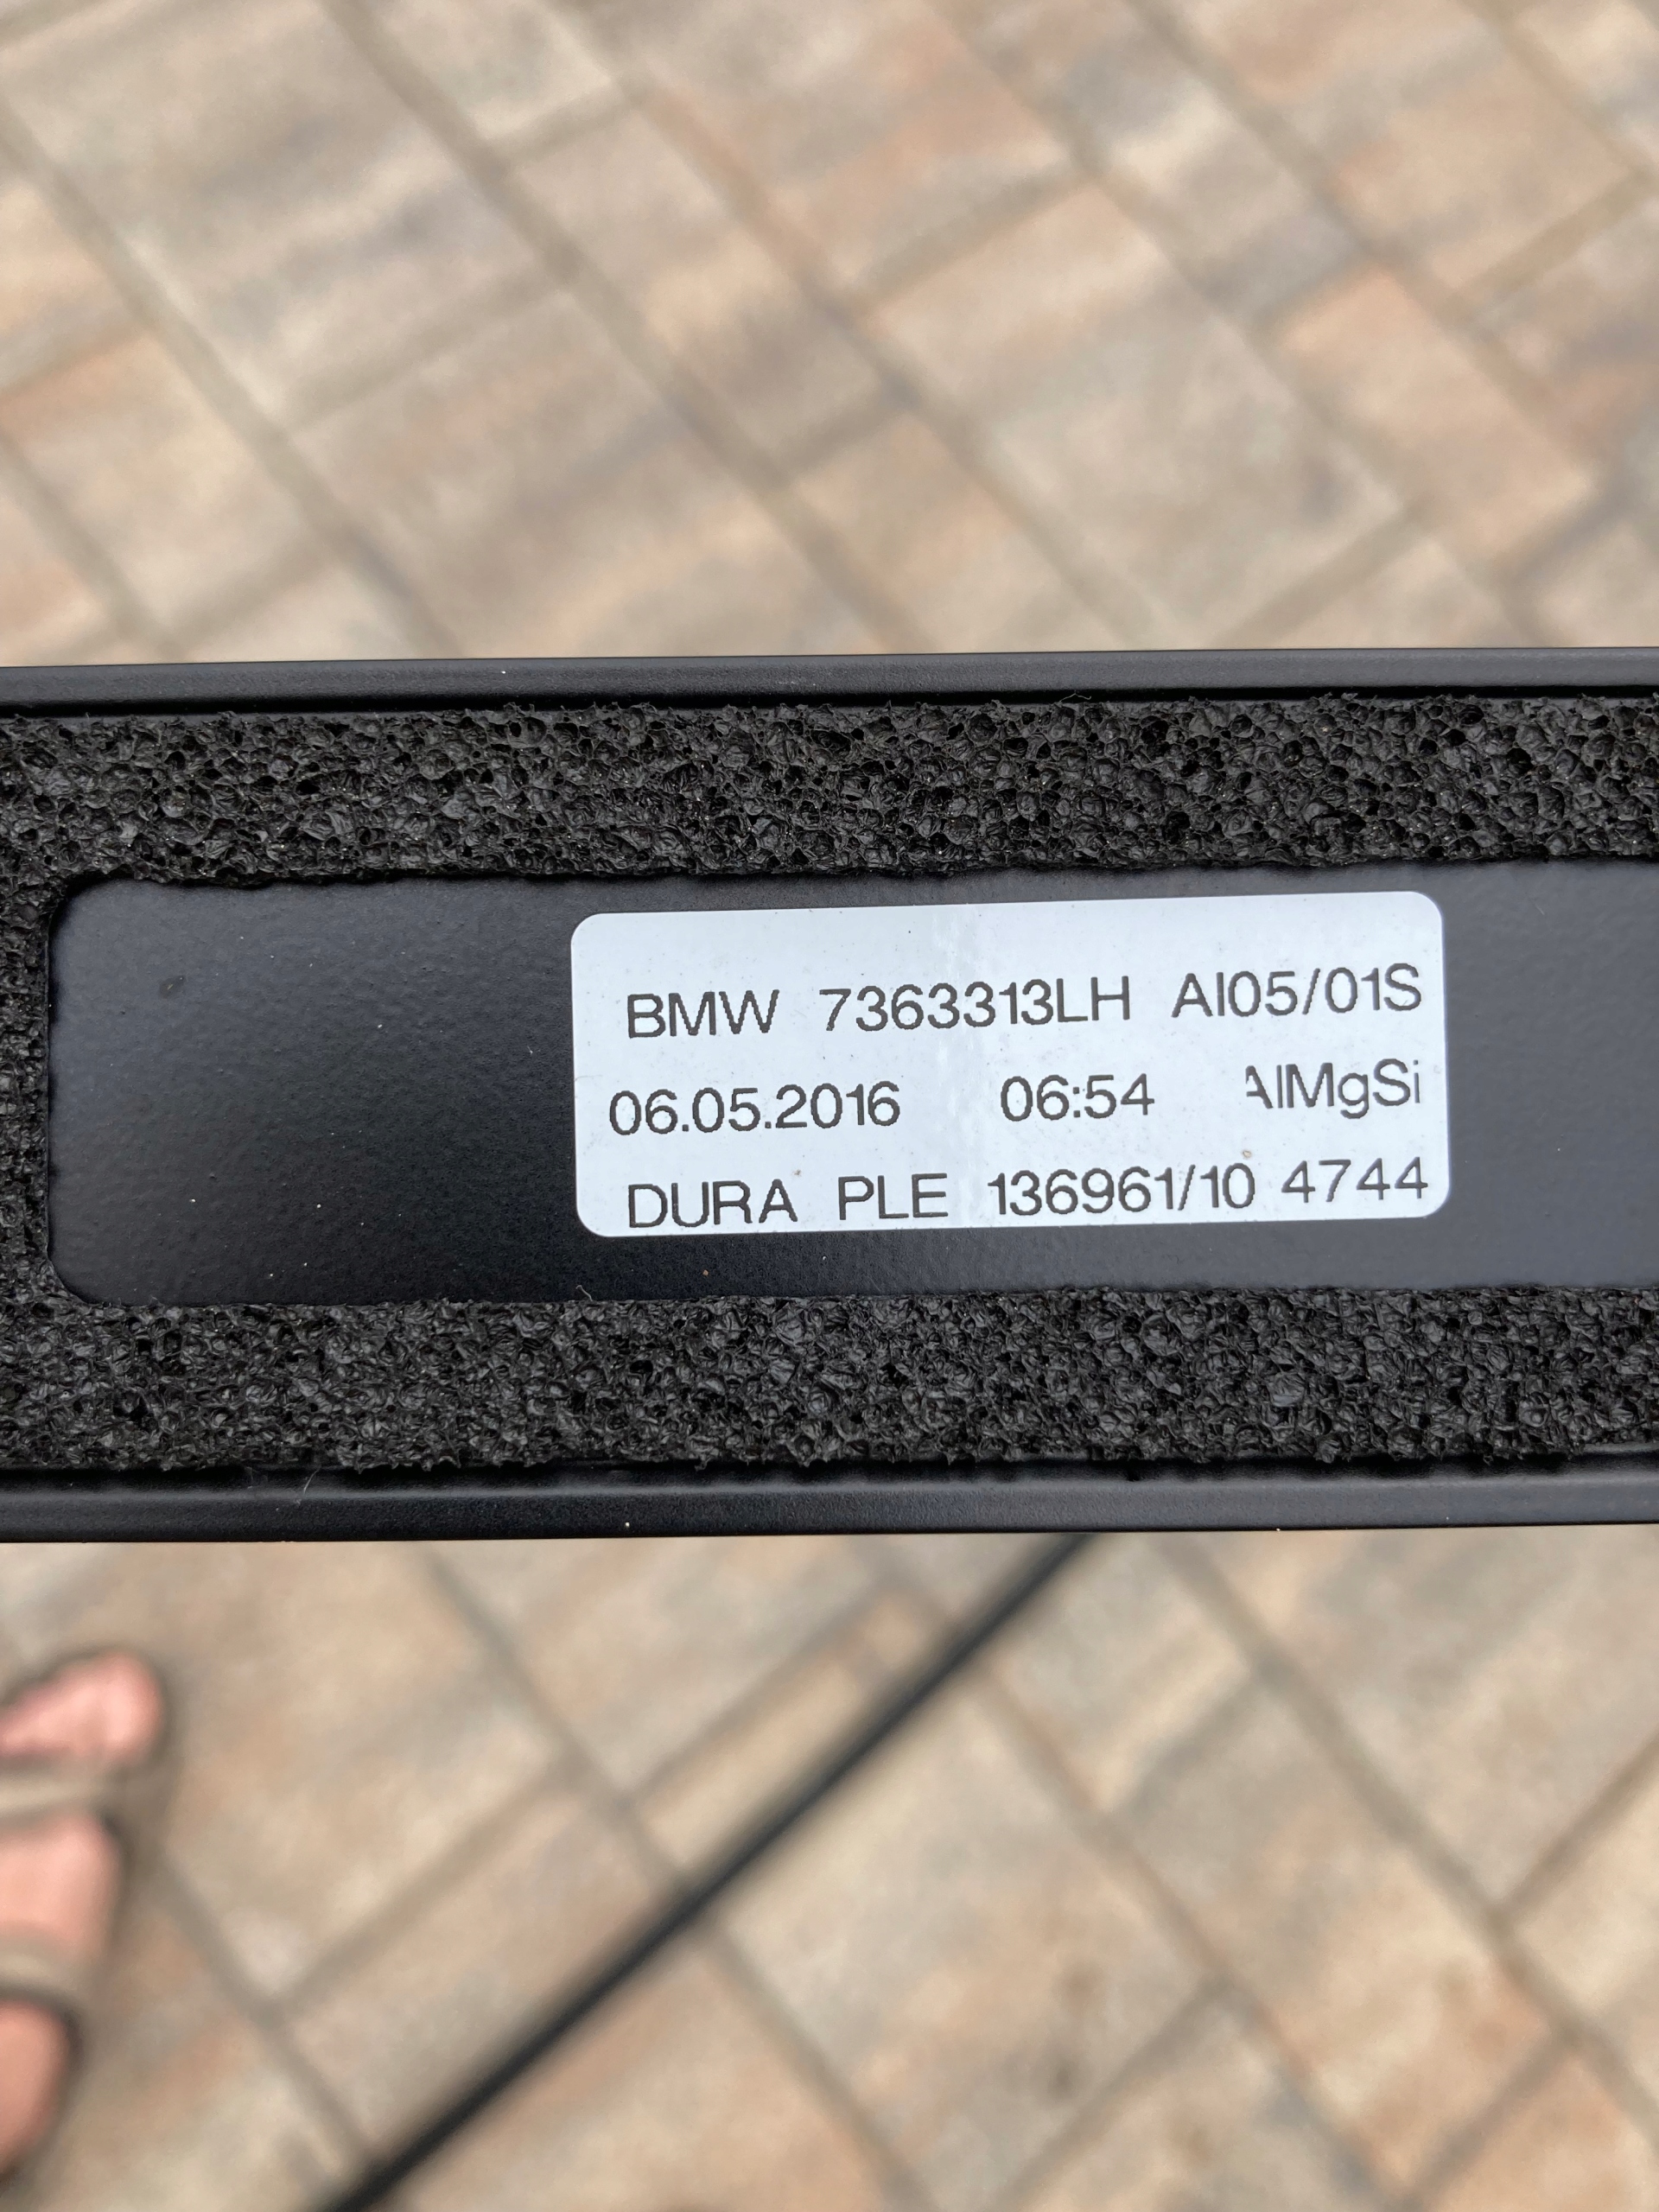 BMW 7363313LH AI05/01S
06.05.2016 06:54 AlMgSi
DURA PLE 136961/10 4744